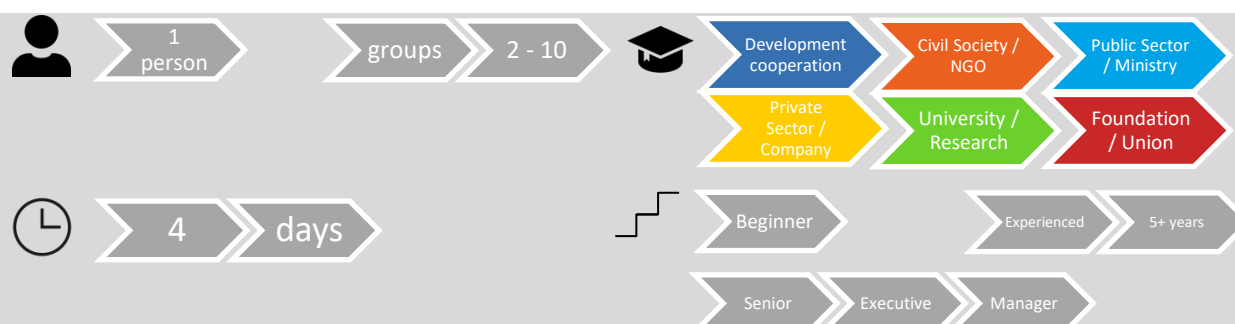 1
person
groups
2 - 10
Development
cooperation
Civil Society /
NGO
Public Sector
/ Ministry
Private
Sector /
Company
University /
Research
Foundation
/ Union
4
days
Beginner
Experienced
5+ years
Senior
Executive
Manager